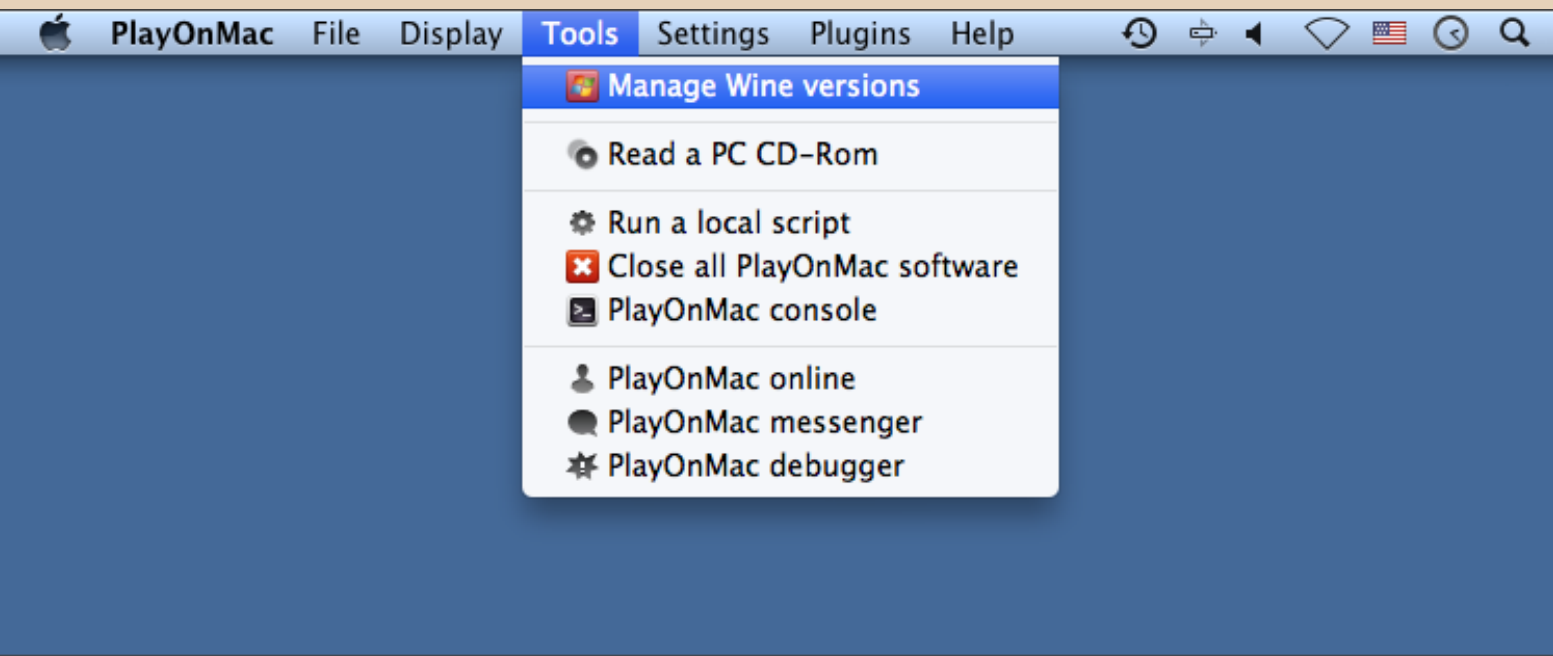 PlayOnMac File Display Tools Settings Plugins Help
Manage Wine versions
Read a PC CD-Rom
Run a local script
Close all PlayOnMac software
PlayOnMac console
PlayOnMac online
PlayOnMac messenger
PlayOnMac debugger